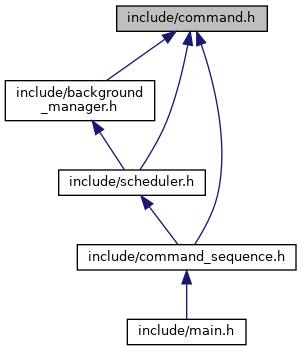 include/command.h
include/background
_manager.h
include/scheduler.h
include/command_sequence.h
include/main.h